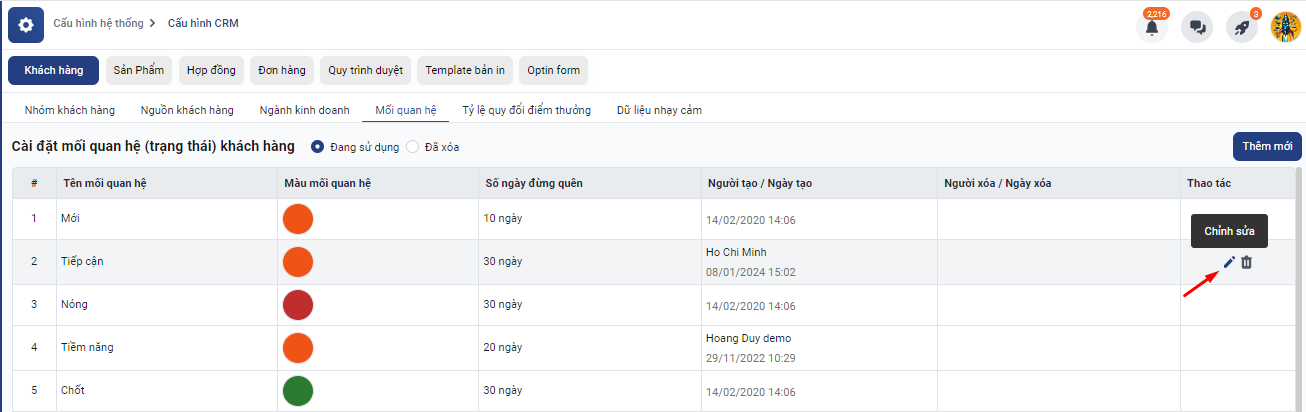 Cấu hình hệ thống > Cấu hình CRM
2,216
3
Khách hàng Sản Phẩm Hợp đồng Đơn hàng Quy trình duyệt Template bản in Optin form
Nhóm khách hàng Nguồn khách hàng Ngành kinh doanh Mối quan hệ Tỷ lệ quy đổi điểm thưởng Dữ liệu nhạy cảm
Cài đặt mối quan hệ (trạng thái) khách hàng Đang sử dụng Đã xóa Thêm mới
# Tên mối quan hệ Màu mối quan hệ Số ngày đừng quên Người tạo / Ngày tạo Người xóa / Ngày xóa Thao tác
1 Mới 10 ngày 14/02/2020 14:06
Chỉnh sửa
2 Tiếp cận 30 ngày Ho Chi Minh
08/01/2024 15:02
3 Nóng 30 ngày 14/02/2020 14:06
4 Tiềm năng 20 ngày Hoang Duy demo
29/11/2022 10:29
5 Chốt 30 ngày 14/02/2020 14:06